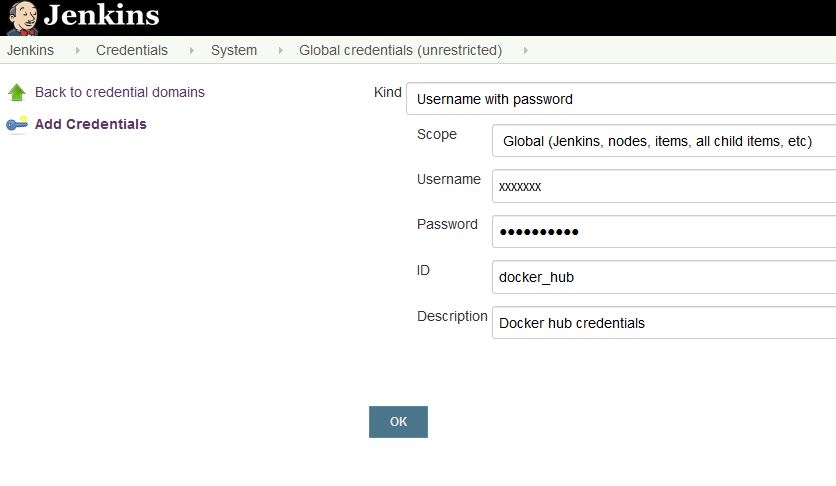 Jenkins
Jenkins Credentials System Global credentials (unrestricted)
Back to credential domains
Add Credentials
Kind Username with password
Scope Global (Jenkins, nodes, items, all child items, etc)
Username xxxxxxx
Password ●●●●●●●●●●
ID docker_hub
Description Docker hub credentials
OK